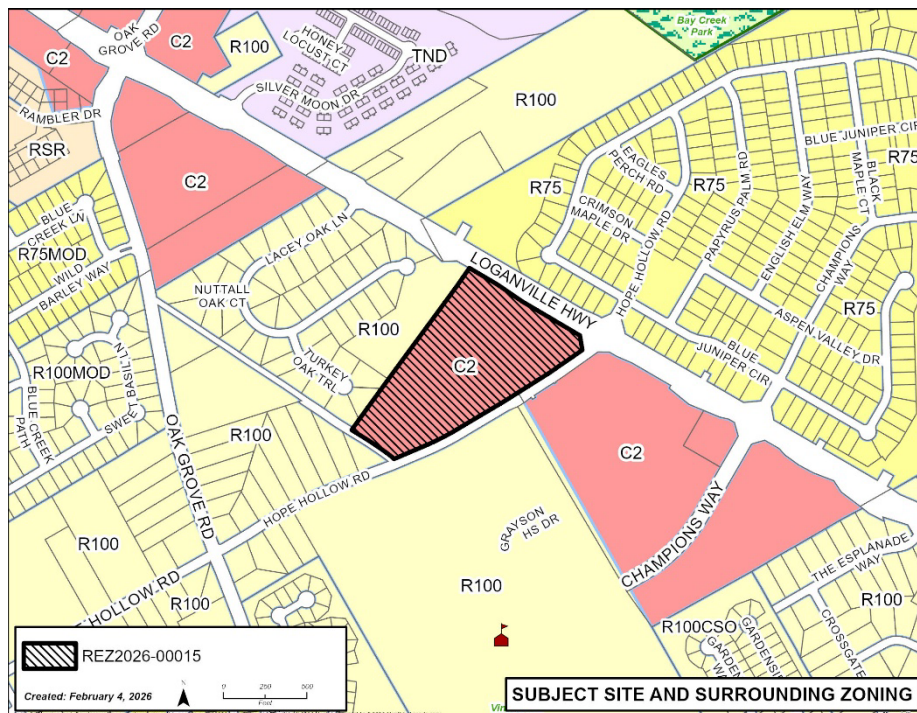 OAK
GROVE RD
C2
C2
R100
HONEY
LOCUST CT
TND
SILVER MOON DR
Bay Creek
Park
R100
RAMBLER DR
RSR
C2
BLUE
CREEK LN
R75MOD
WILD
BARLEY WAY
LACEY OAK LN
NUTTALL
OAK CT
R100
TURKEY
OAK TRL
LOGANVILLE HWY
C2
R75
EAGLES
PERCH RD
CRIMSON
MAPLE DR
R75
HOPE HOLLOW RD
PAPYRUS PALM RD
ENGLISH ELM WAY
BLUE JUNIPER CIR
BLACK
MAPLE CT
R75
CHAMPIONS
WAY
R75
ASPEN VALLEY DR
BLUE
JUNIPER CIR
R100MOD
SWEET BASIL LN
BLUE CREEK
PATH
OAK GROVE RD
R100
HOPE HOLLOW RD
R100
HOLLOW RD
R100
GRAYSON
HS DR
R100
C2
CHAMPIONS WAY
THE ESPLANADE
WAY
R100
R100CSO
CROSSGATE
REZ2026-00015
Created: February 4, 2026
N
0 250 500
Feet
SUBJECT SITE AND SURROUNDING ZONING